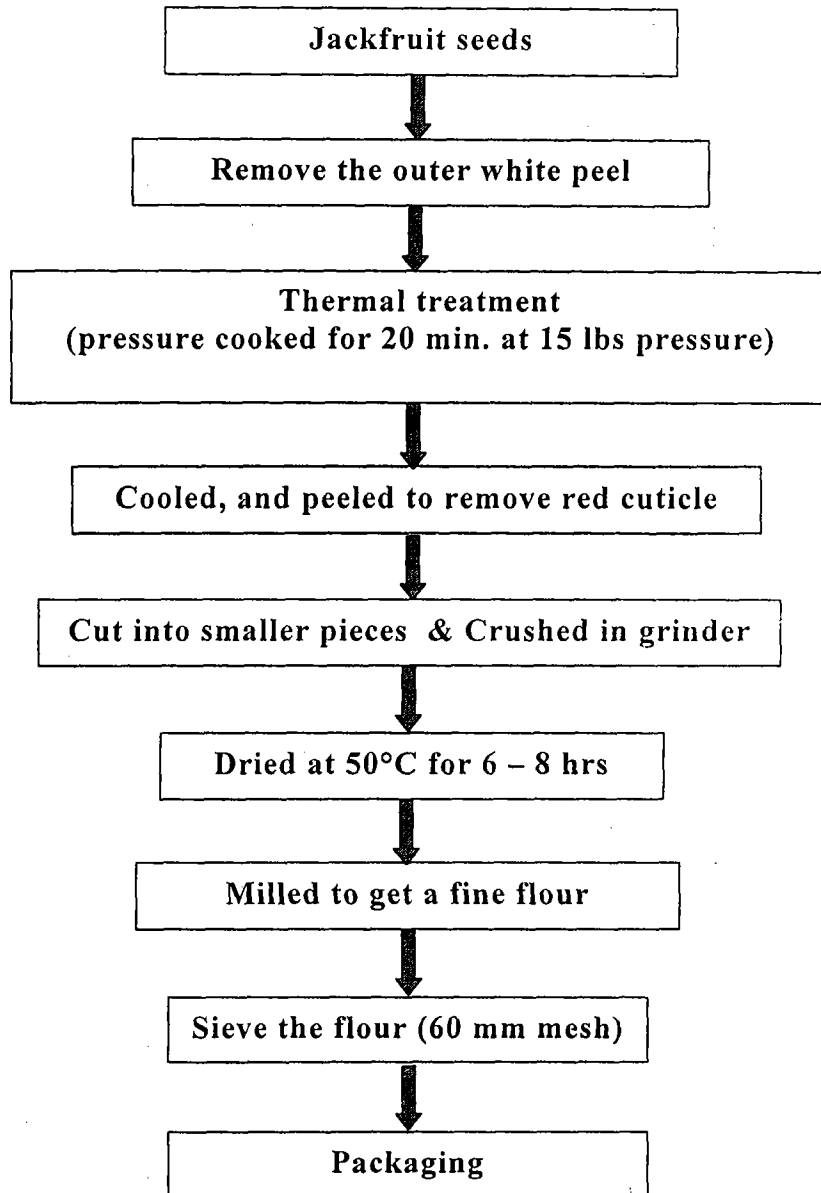 Jackfruit seeds
Remove the outer white peel
Thermal treatment
(pressure cooked for 20 min. at 15 lbs pressure)
Cooled, and peeled to remove red cuticle
Cut into smaller pieces & Crushed in grinder
Dried at 50°C for 6 – 8 hrs
Milled to get a fine flour
Sieve the flour (60 mm mesh)
Packaging